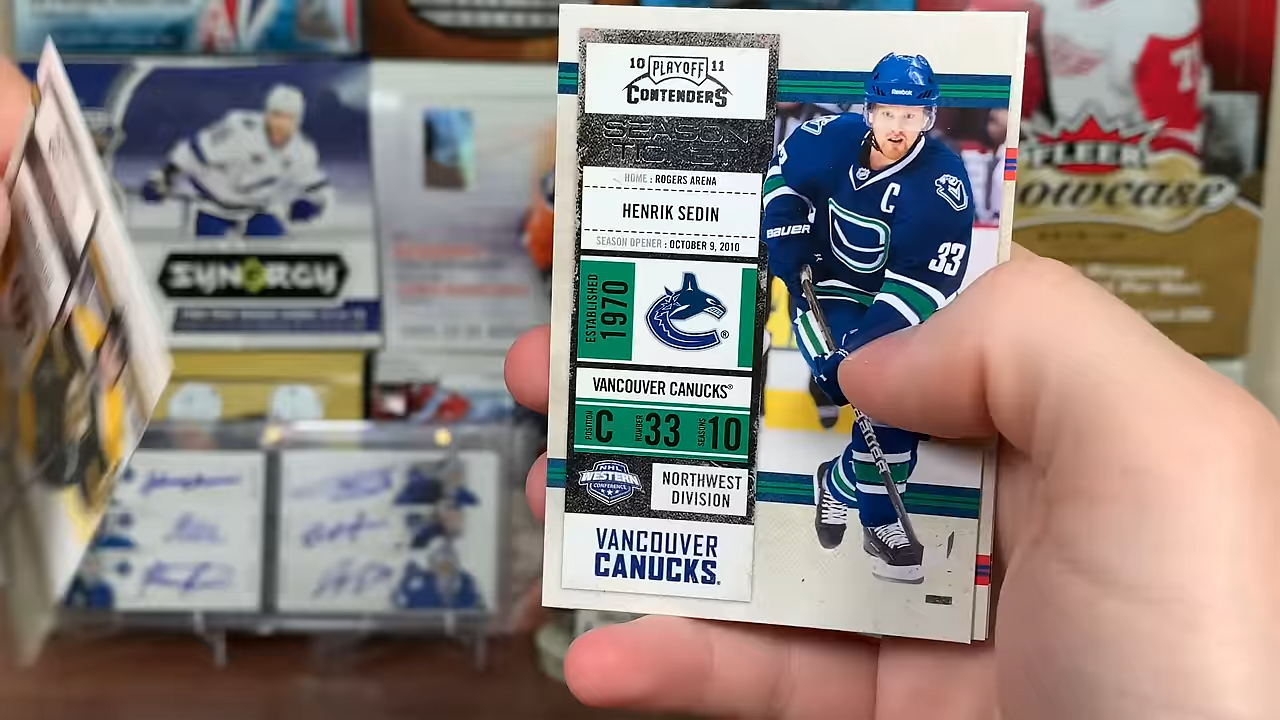 10 PLAYOFF 11
CONTENDERS
SEASON
TICKET
HOME : ROGERS ARENA
HENRIK SEDIN
SEASON OPENER : OCTOBER 9, 2010
ESTABLISHED
1970
®
VANCOUVER CANUCKS®
POSITION C NUMBER 33 SEASONS 10
NHL
WESTERN
CONFERENCE
NORTHWEST
DIVISION
VANCOUVER
CANUCKS®
Reebok
C
BAUER
33
SYNERGY
FLEER
Showcase